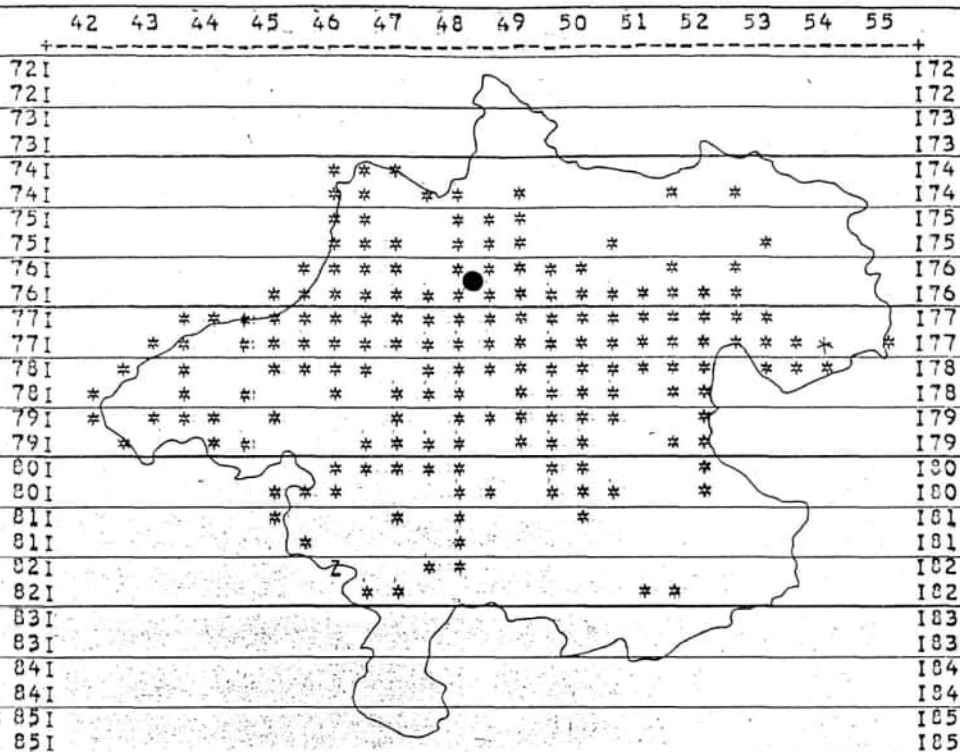 42 43 44 45 46 47 48 49 50 51 52 53 54 55
+---------------------------------------------------------+
72I I72
72I I72
73I I73
73I I73
74I * * * I74
74I * * * * * * * I74
75I * * * * * I75
75I * * * * * * * * I75
76I * * * * * * * * * * * I76
76I * * * * * * * * * * * * * * * * I76
77I * * * * * * * * * * * * * * * * * * * * I77
77I * * * * * * * * * * * * * * * * * * * * * * * I77
78I * * * * * * * * * * * * * * * * * * * I78
78I * * * * * * * * * * * * * I78
79I * * * * * * * * * * * * * I79
79I * * * * * * * * * * * * I79
80I * * * * * * * * I80
80I * * * * * * * * * I80
81I * * * * I81
81I * * I81
82I Z * * I82
82I * * * * I82
83I I83
83I I83
84I I84
84I I84
85I I85
85I I85